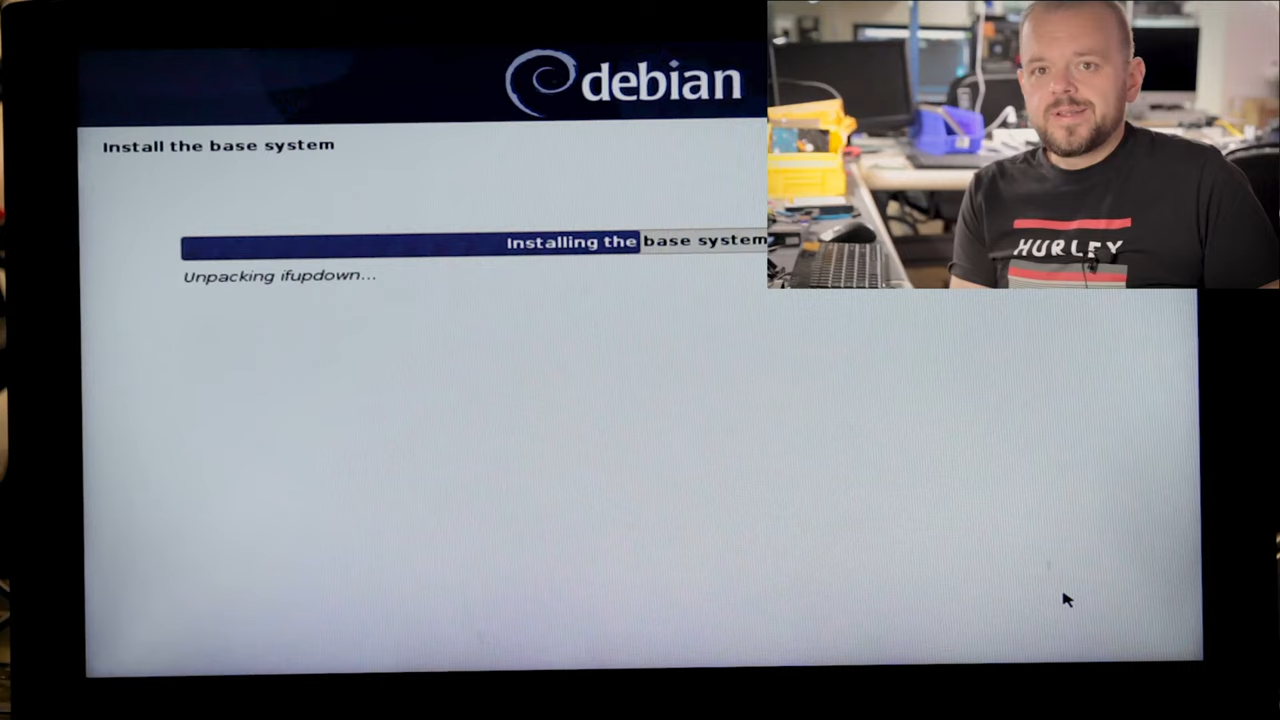 debian
Install the base system
Installing the base system
Unpacking ifupdown...
HURLEY